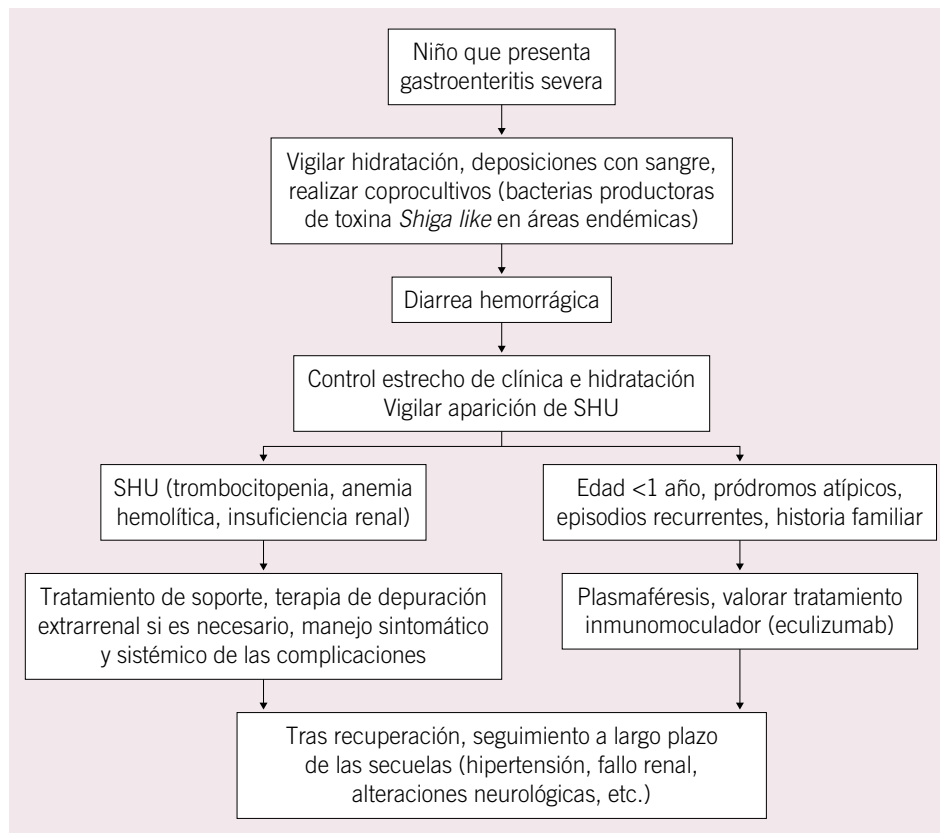 Niño que presenta
gastroenteritis severa
Vigilar hidratación, deposiciones con sangre,
realizar coprocultivos (bacterias productoras
de toxina Shiga like en áreas endémicas)
Diarrea hemorrágica
Control estrecho de clínica e hidratación
Vigilar aparición de SHU
SHU (trombocitopenia, anemia
hemolítica, insuficiencia renal)
Edad <1 año, pródromos atípicos,
episodios recurrentes, historia familiar
Tratamiento de soporte, terapia de depuración
extrarrenal si es necesario, manejo sintomático
y sistémico de las complicaciones
Plasmaféresis, valorar tratamiento
inmunomoculador (eculizumab)
Tras recuperación, seguimiento a largo plazo
de las secuelas (hipertensión, fallo renal,
alteraciones neurológicas, etc.)